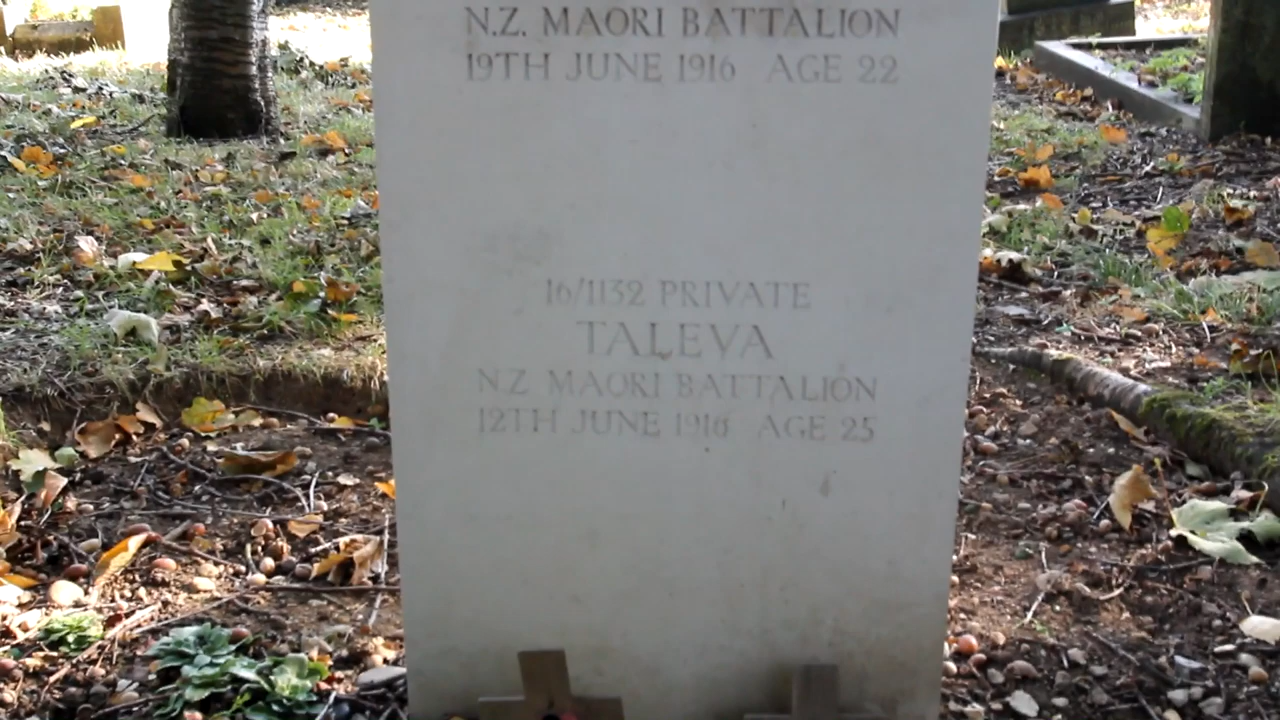 N.Z. MAORI BATTALION
19TH JUNE 1916 AGE 22
16/1132 PRIVATE
TALEVA
N.Z. MAORI BATTALION
12TH JUNE 1916 AGE 25